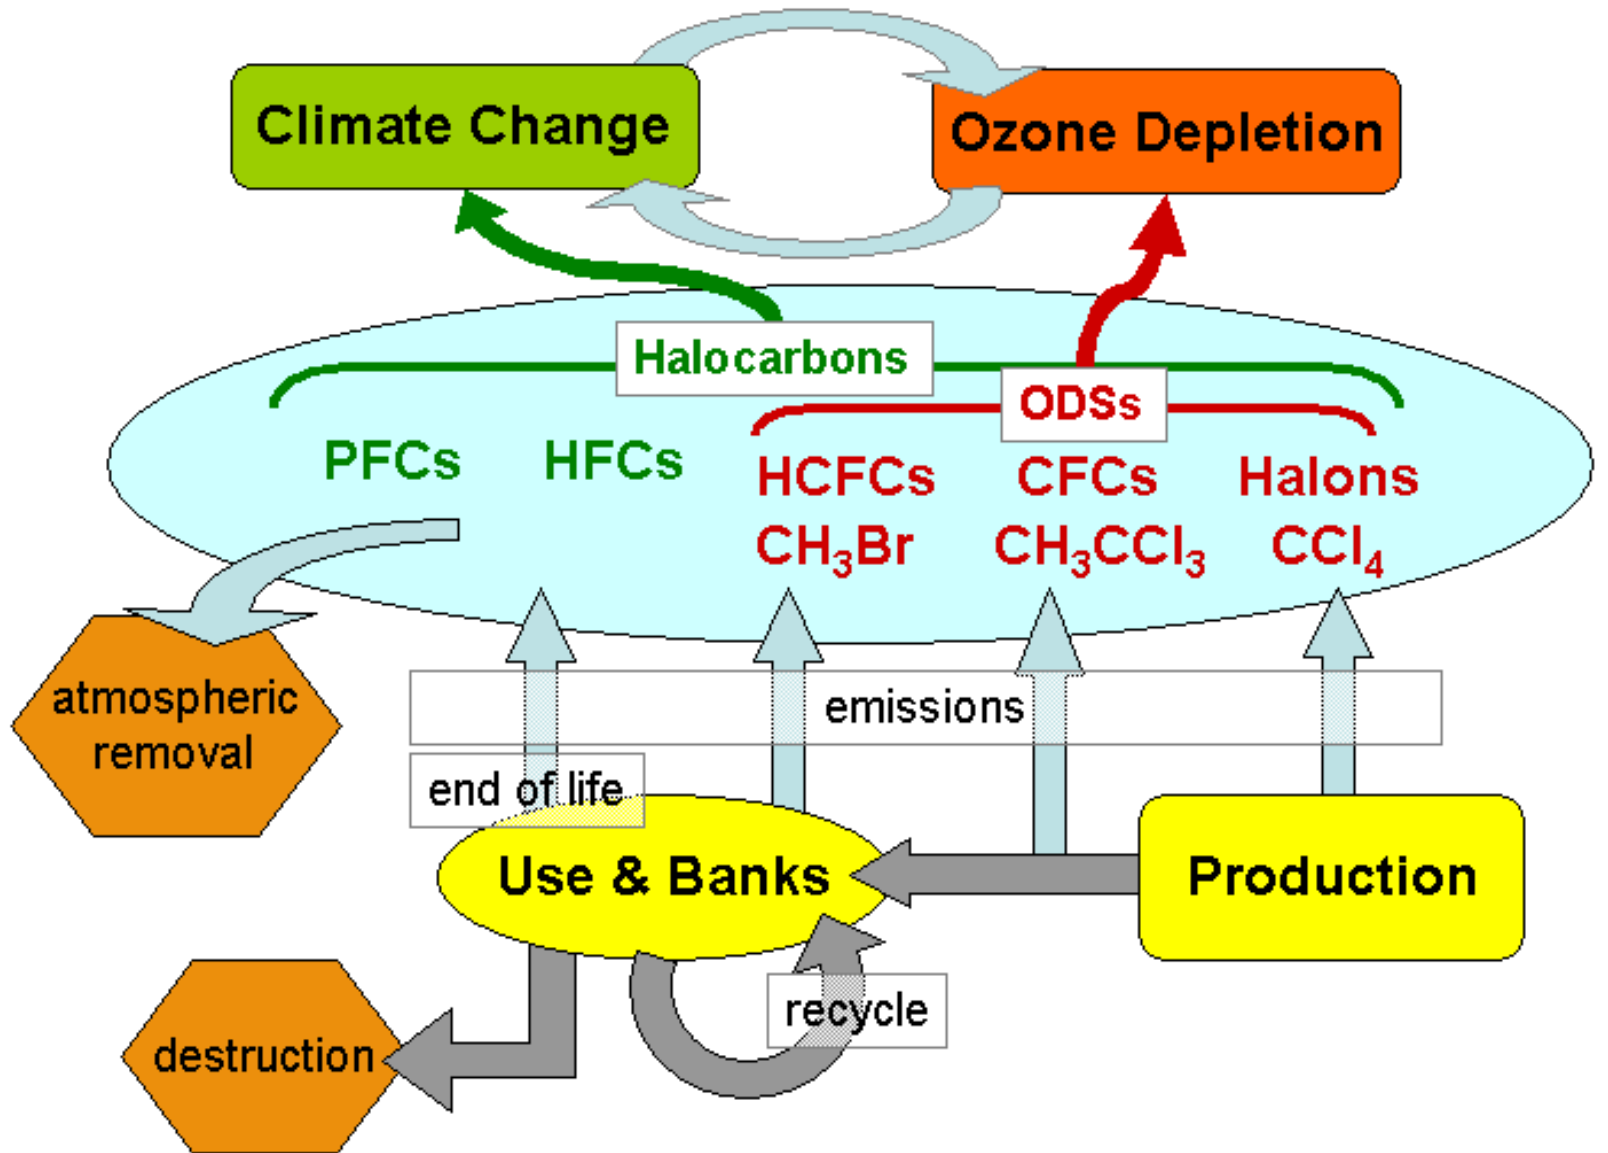 Climate Change
Ozone Depletion
Halocarbons
ODSs
PFCs
HFCs
HCFCs
CFCs
Halons
CH₃Br
CH₃CCl₃
CCl₄
atmospheric
removal
emissions
end of life
Use & Banks
Production
recycle
destruction